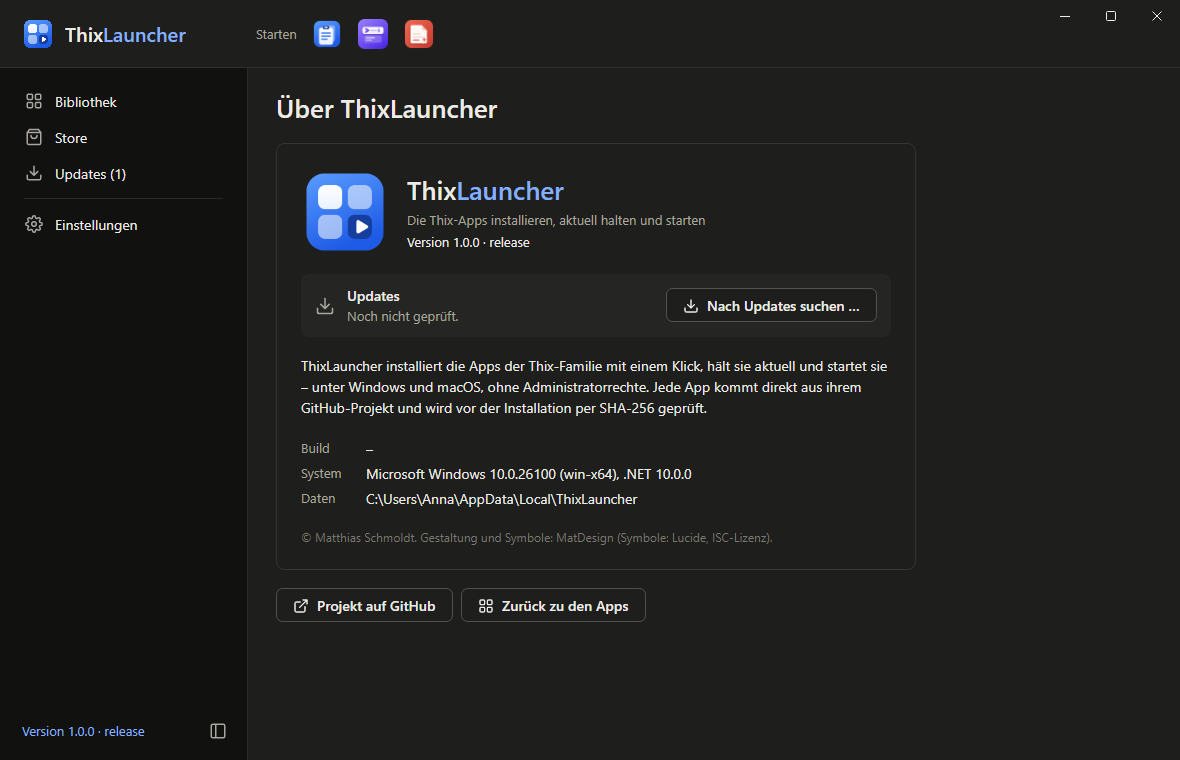 ThixLauncher
Starten
Bibliothek
Store
Updates (1)
Einstellungen
Version 1.0.0 · release
Über ThixLauncher
ThixLauncher
Die Thix-Apps installieren, aktuell halten und starten
Version 1.0.0 · release
Updates
Noch nicht geprüft.
Nach Updates suchen ...
ThixLauncher installiert die Apps der Thix-Familie mit einem Klick, hält sie aktuell und startet sie
– unter Windows und macOS, ohne Administratorrechte. Jede App kommt direkt aus ihrem
GitHub-Projekt und wird vor der Installation per SHA-256 geprüft.
Build –
System Microsoft Windows 10.0.26100 (win-x64), .NET 10.0.0
Daten C:\Users\Anna\AppData\Local\ThixLauncher
© Matthias Schmoldt. Gestaltung und Symbole: MatDesign (Symbole: Lucide, ISC-Lizenz).
Projekt auf GitHub
Zurück zu den Apps